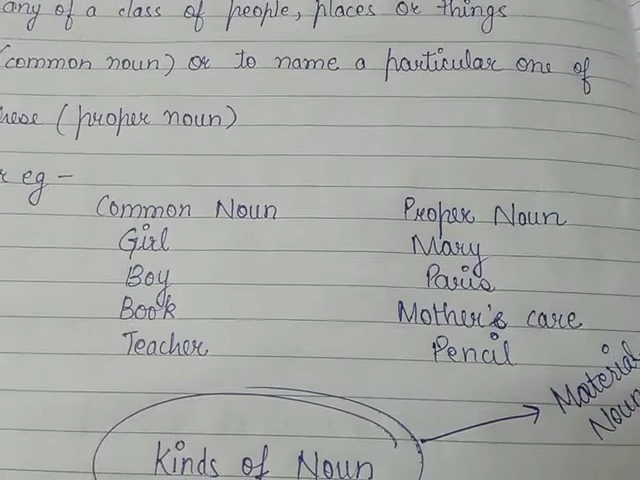 any of a class of people, places or things
(common noun) or to name a particular one of
hese (proper noun)
r eg -
Common Noun Proper Noun
Girl Mary
Boy Paris
Book Mother's care
Teacher Pencil
Material
Noun
Kinds of Noun